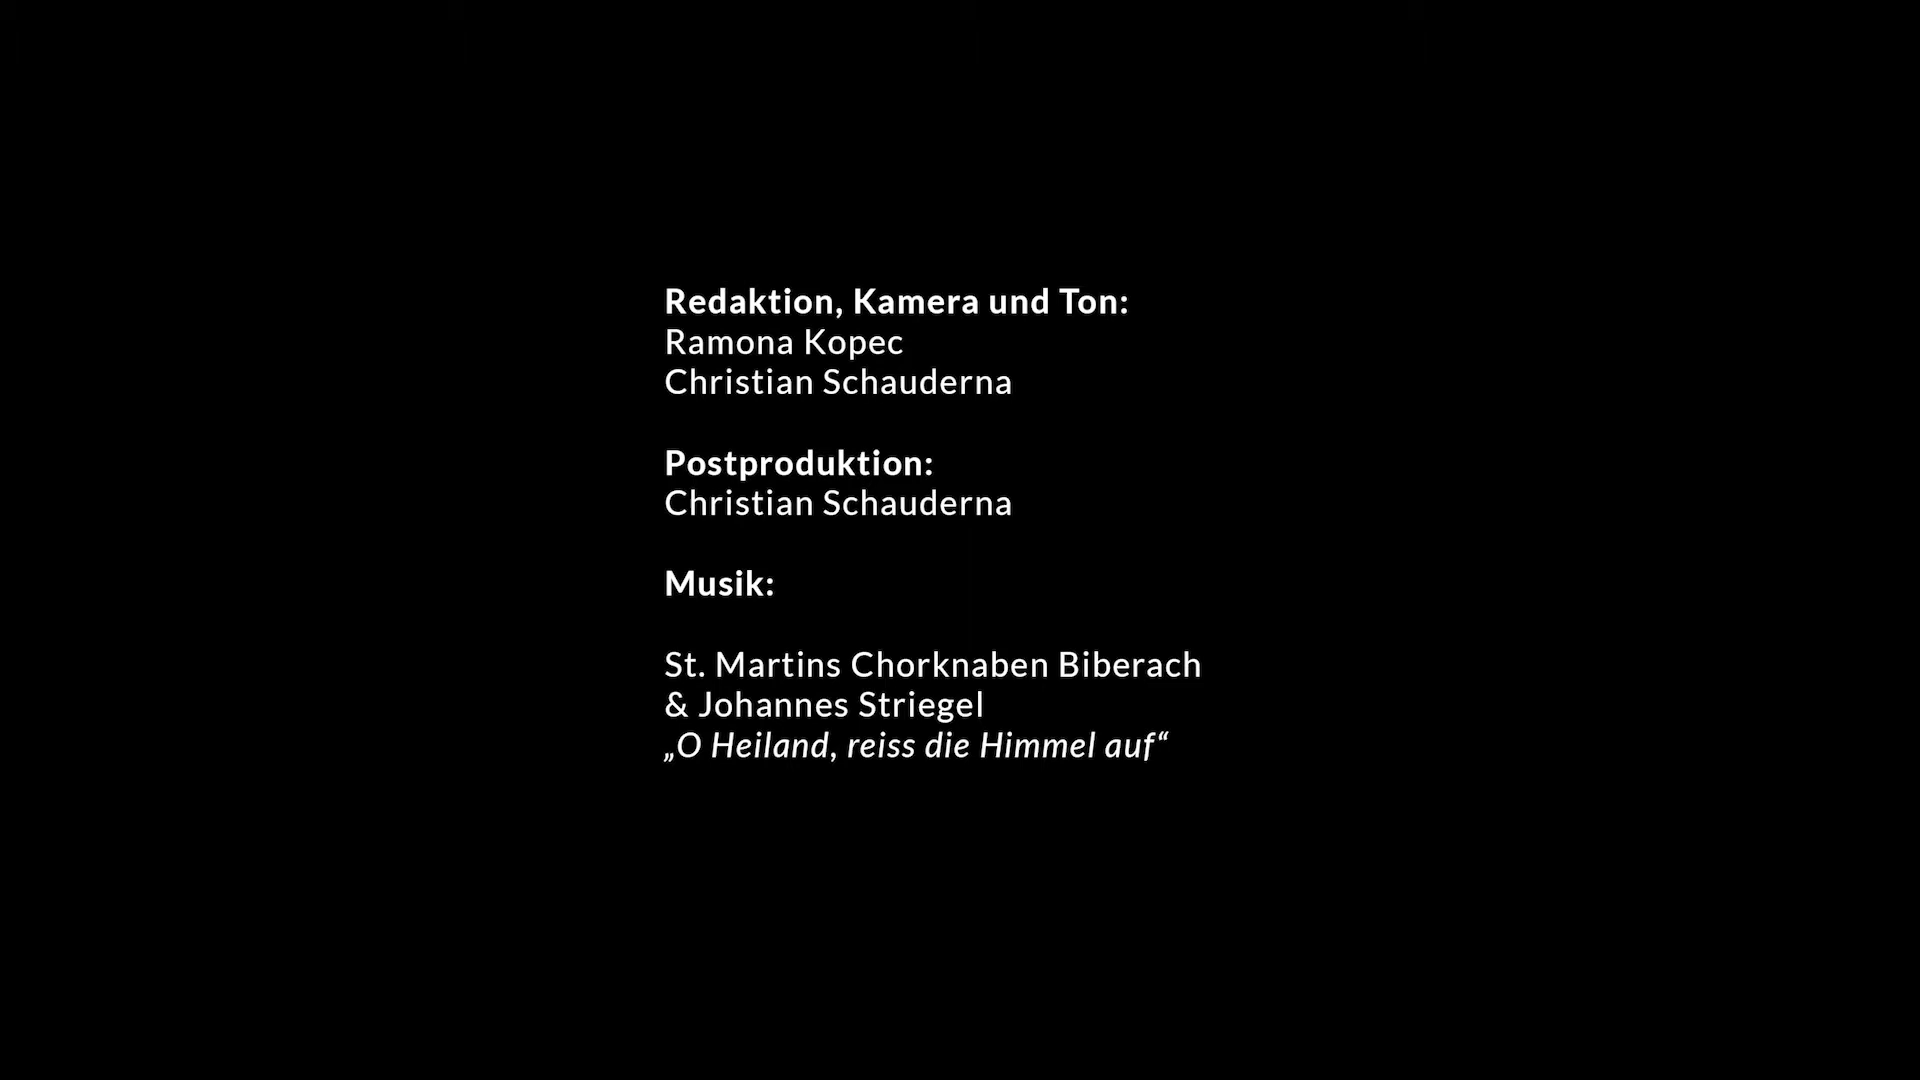 Redaktion, Kamera und Ton:
Ramona Kopec
Christian Schauderna
Postproduktion:
Christian Schauderna
Musik:
St. Martins Chorknaben Biberach
& Johannes Striegel
„O Heiland, reiss die Himmel auf“